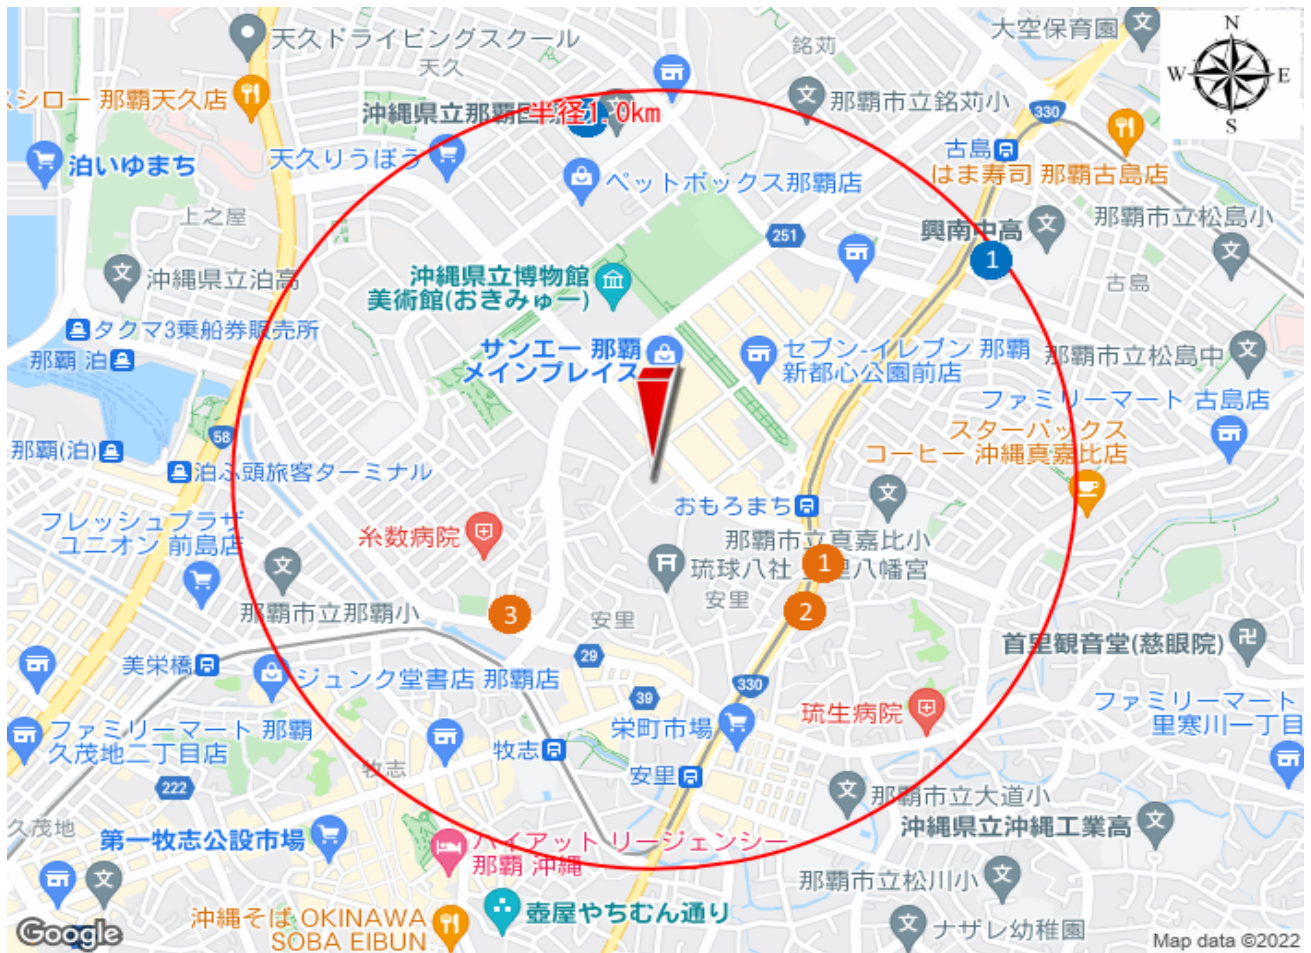 大空保育園
N
天久ドライビングスクール
天久
銘苅
W
E
S
スシロー 那覇天久店
沖縄県立那覇国
半径1.0km
那覇市立銘苅小
330
古島
はま寿司 那覇古島店
天久りうぼう
泊いゆまち
ペットボックス那覇店
上之屋
251
興南中高
那覇市立松島小
1
沖縄県立博物館
美術館(おきみゅー)
沖縄県立泊高
古島
タクマ3乗船券販売所
サンエー 那覇
メインプレイス
セブン-イレブン 那覇
新都心公園前店
那覇市立松島中
那覇 泊
ファミリーマート 古島店
58
スターバックス
コーヒー 沖縄真嘉比店
那覇(泊)
泊ふ頭旅客ターミナル
おもろまち
フレッシュプラザ
ユニオン 前島店
糸数病院
那覇市立真嘉比小
1
琉球八社
里八幡宮
安里
2
那覇市立那覇小
3
安里
29
首里観音堂(慈眼院)
美栄橋
ジュンク堂書店 那覇店
330
39
ファミリーマート
里寒川一丁目
琉生病院
栄町市場
ファミリーマート 那覇
久茂地二丁目店
牧志
牧志
安里
222
那覇市立大道小
久茂地
第一牧志公設市場
ハイアット リージェンシー
那覇 沖縄
沖縄県立沖縄工業高
那覇市立松川小
沖縄そば OKINAWA
SOBA EIBUN
壺屋やちむん通り
ナザレ幼稚園
Google
Map data ©2022